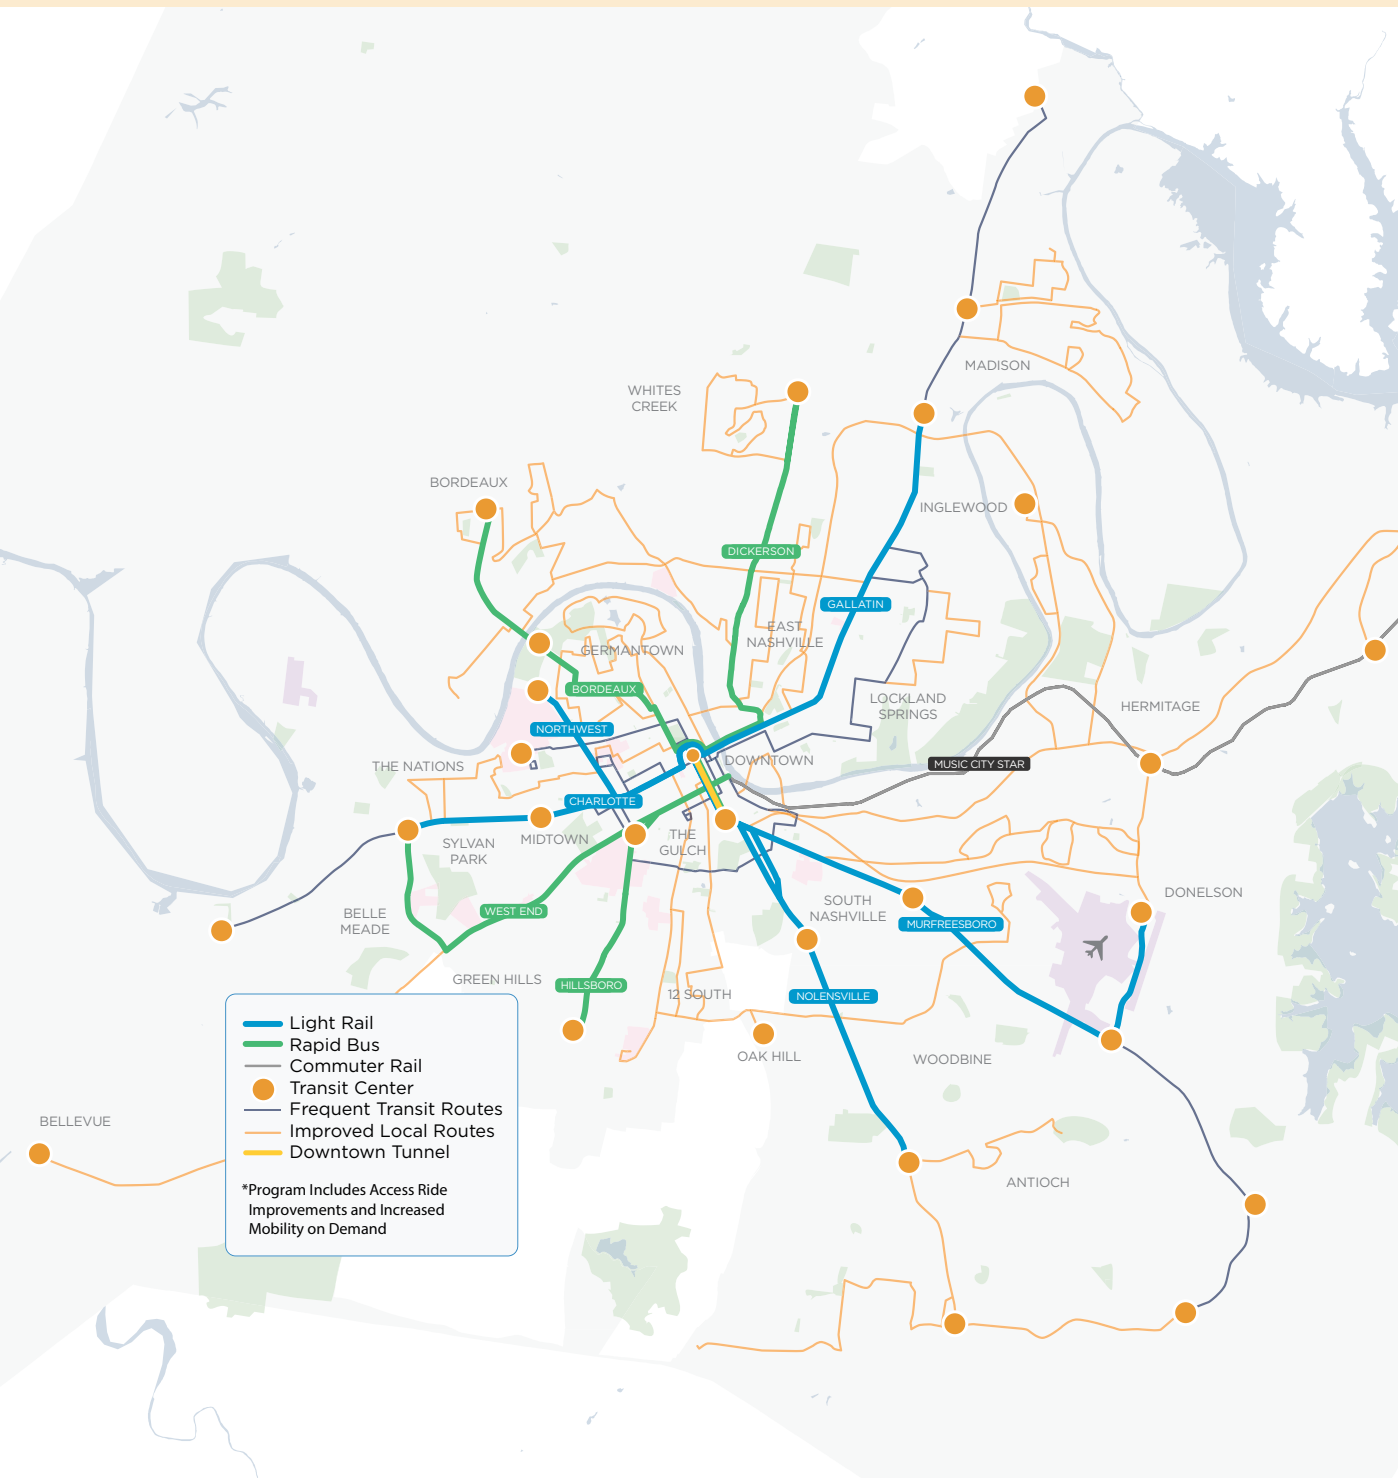 MADISON
WHITES
CREEK
BORDEAUX
INGLEWOOD
DICKERSON
GALLATIN
EAST
NASHVILLE
GERMANTOWN
BORDEAUX
LOCKLAND
SPRINGS
HERMITAGE
NORTHWEST
THE NATIONS
DOWNTOWN
MUSIC CITY STAR
CHARLOTTE
SYLVAN
PARK
MIDTOWN
THE
GULCH
DONELSON
BELLE
MEADE
WEST END
SOUTH
NASHVILLE
MURFREESBORO
GREEN HILLS
HILLSBORO
12 SOUTH
NOLENSVILLE
OAK HILL
WOODBINE
Light Rail
Rapid Bus
Commuter Rail
Transit Center
Frequent Transit Routes
Improved Local Routes
Downtown Tunnel
*Program Includes Access Ride
Improvements and Increased
Mobility on Demand
BELLEVUE
ANTIOCH